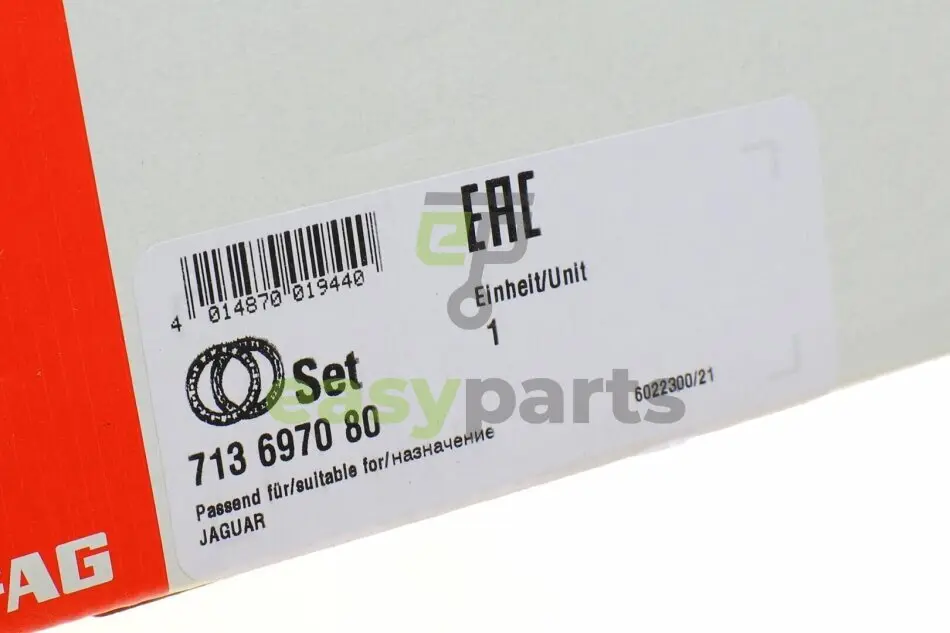 EAC
4 014870 019440
Einheit/Unit
1
Set
713 6970 80
6022300/21
Passend für/suitable for/назначение
JAGUAR
AG
easyparts